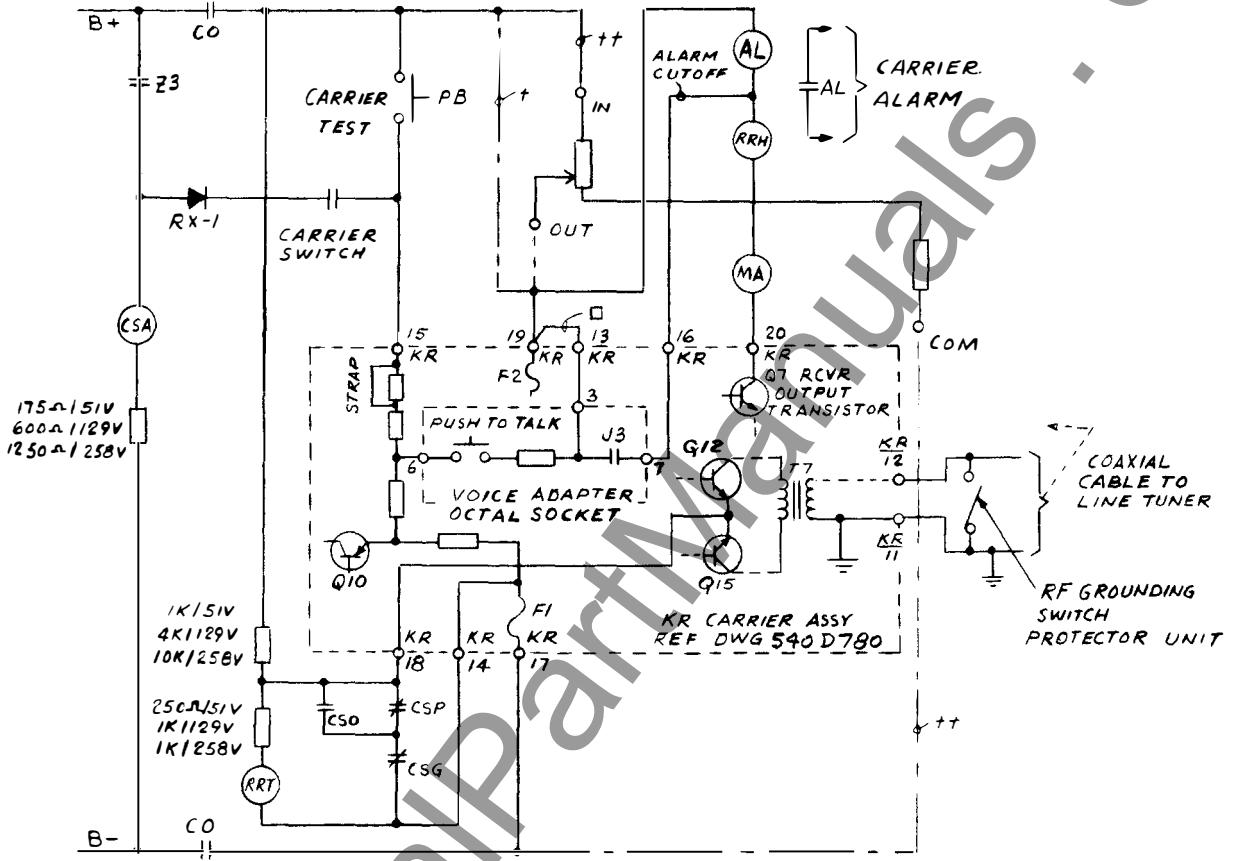 B+
CO
Z3
CARRIER
TEST
PB
RX-1
CARRIER
SWITCH
CSA
175Ω/51V
600Ω/129V
1250Ω/258V
†
††
IN
OUT
ALARM
CUTOFF
AL
RRH
MA
AL
CARRIER
ALARM
COM
15
KR
19
KR
13
KR
16
KR
20
KR
STRAP
F2
3
Q7 RCVR
OUTPUT
TRANSISTOR
PUSH TO TALK
J3
6
7
VOICE ADAPTER
OCTAL SOCKET
Q12
T7
KR
12
KR
11
COAXIAL
CABLE TO
LINE TUNER
Q10
Q15
F1
KR CARRIER ASSY
REF DWG 540D780
RF GROUNDING
SWITCH
PROTECTOR UNIT
KR
18
KR
14
KR
17
1K/51V
4K/129V
10K/258V
250Ω/51V
1K/129V
1K/258V
CSO
CSP
CSG
RRT
††
B-
CO
lPartManuals.